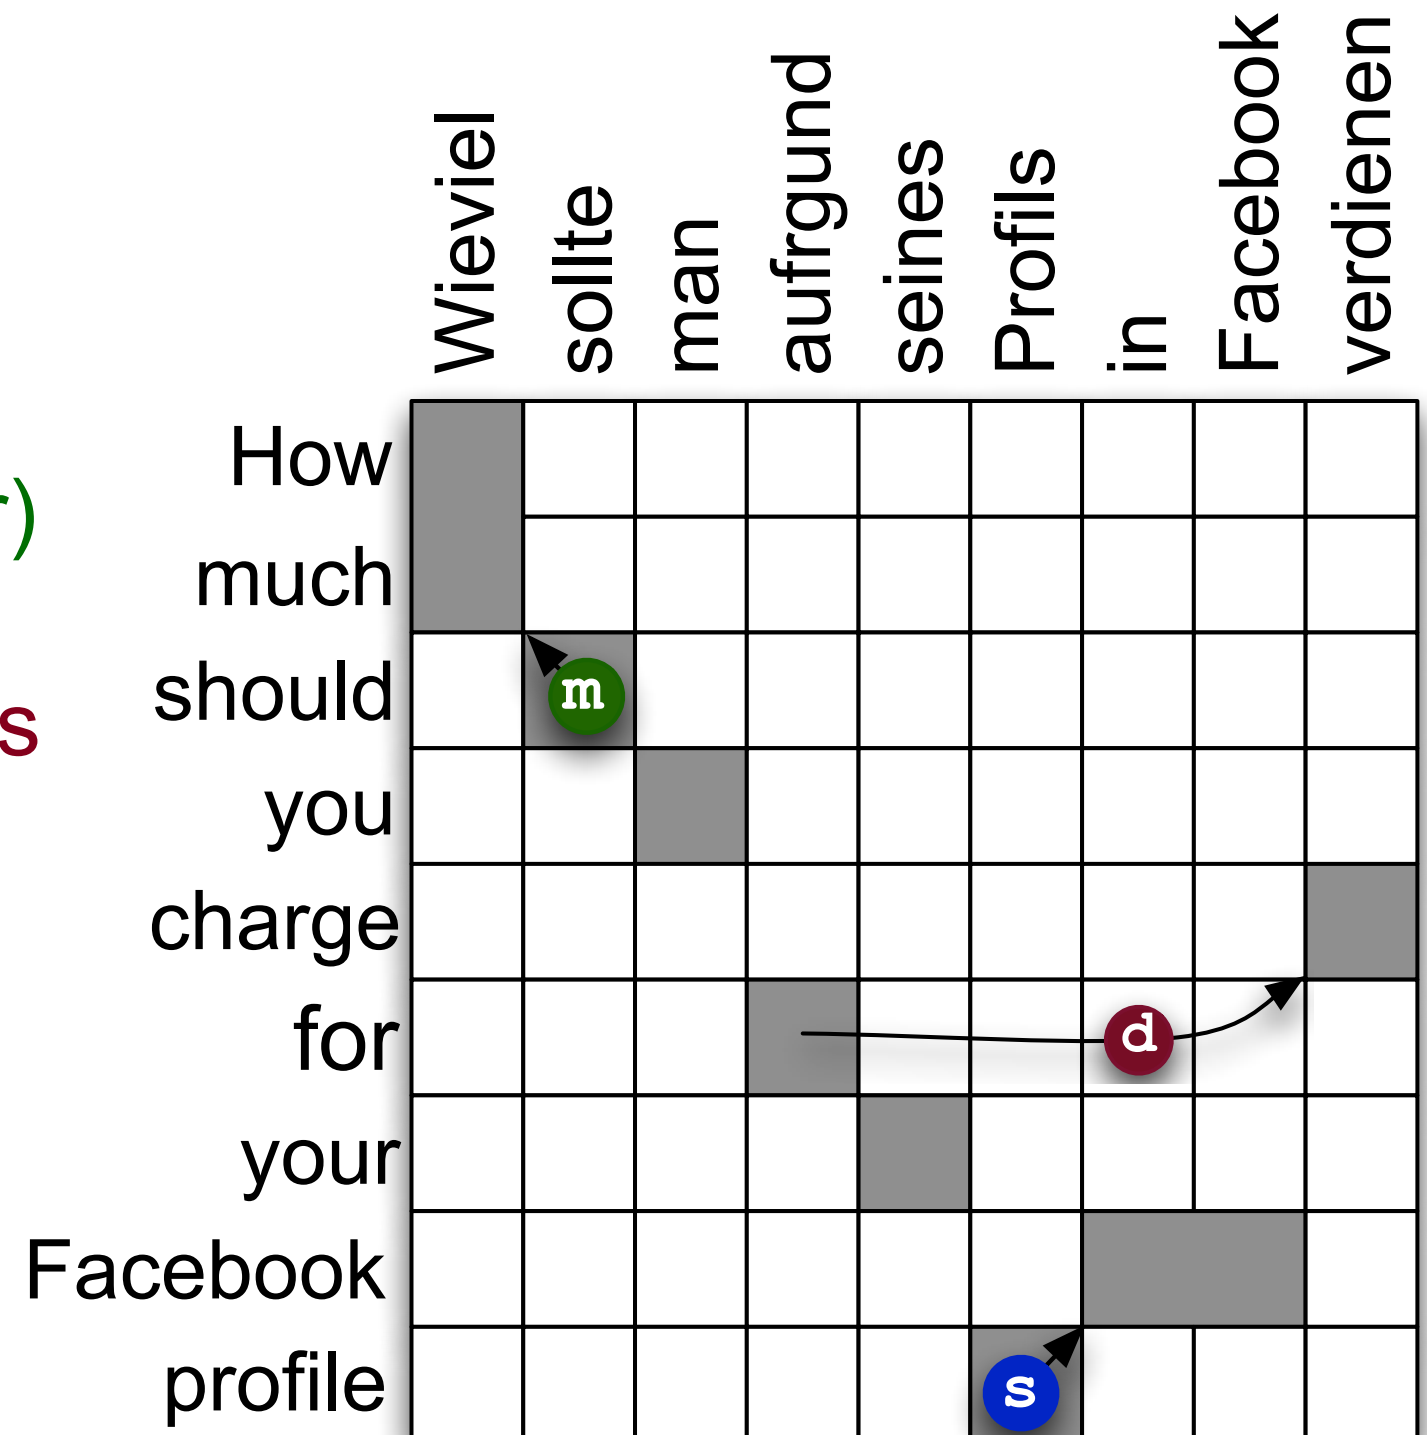 Wieviel
sollte
man
aufrgund
seines
Profils
in
Facebook
verdienen
How
r)
much
should
m
s
you
charge
for
d
your
Facebook
profile
s